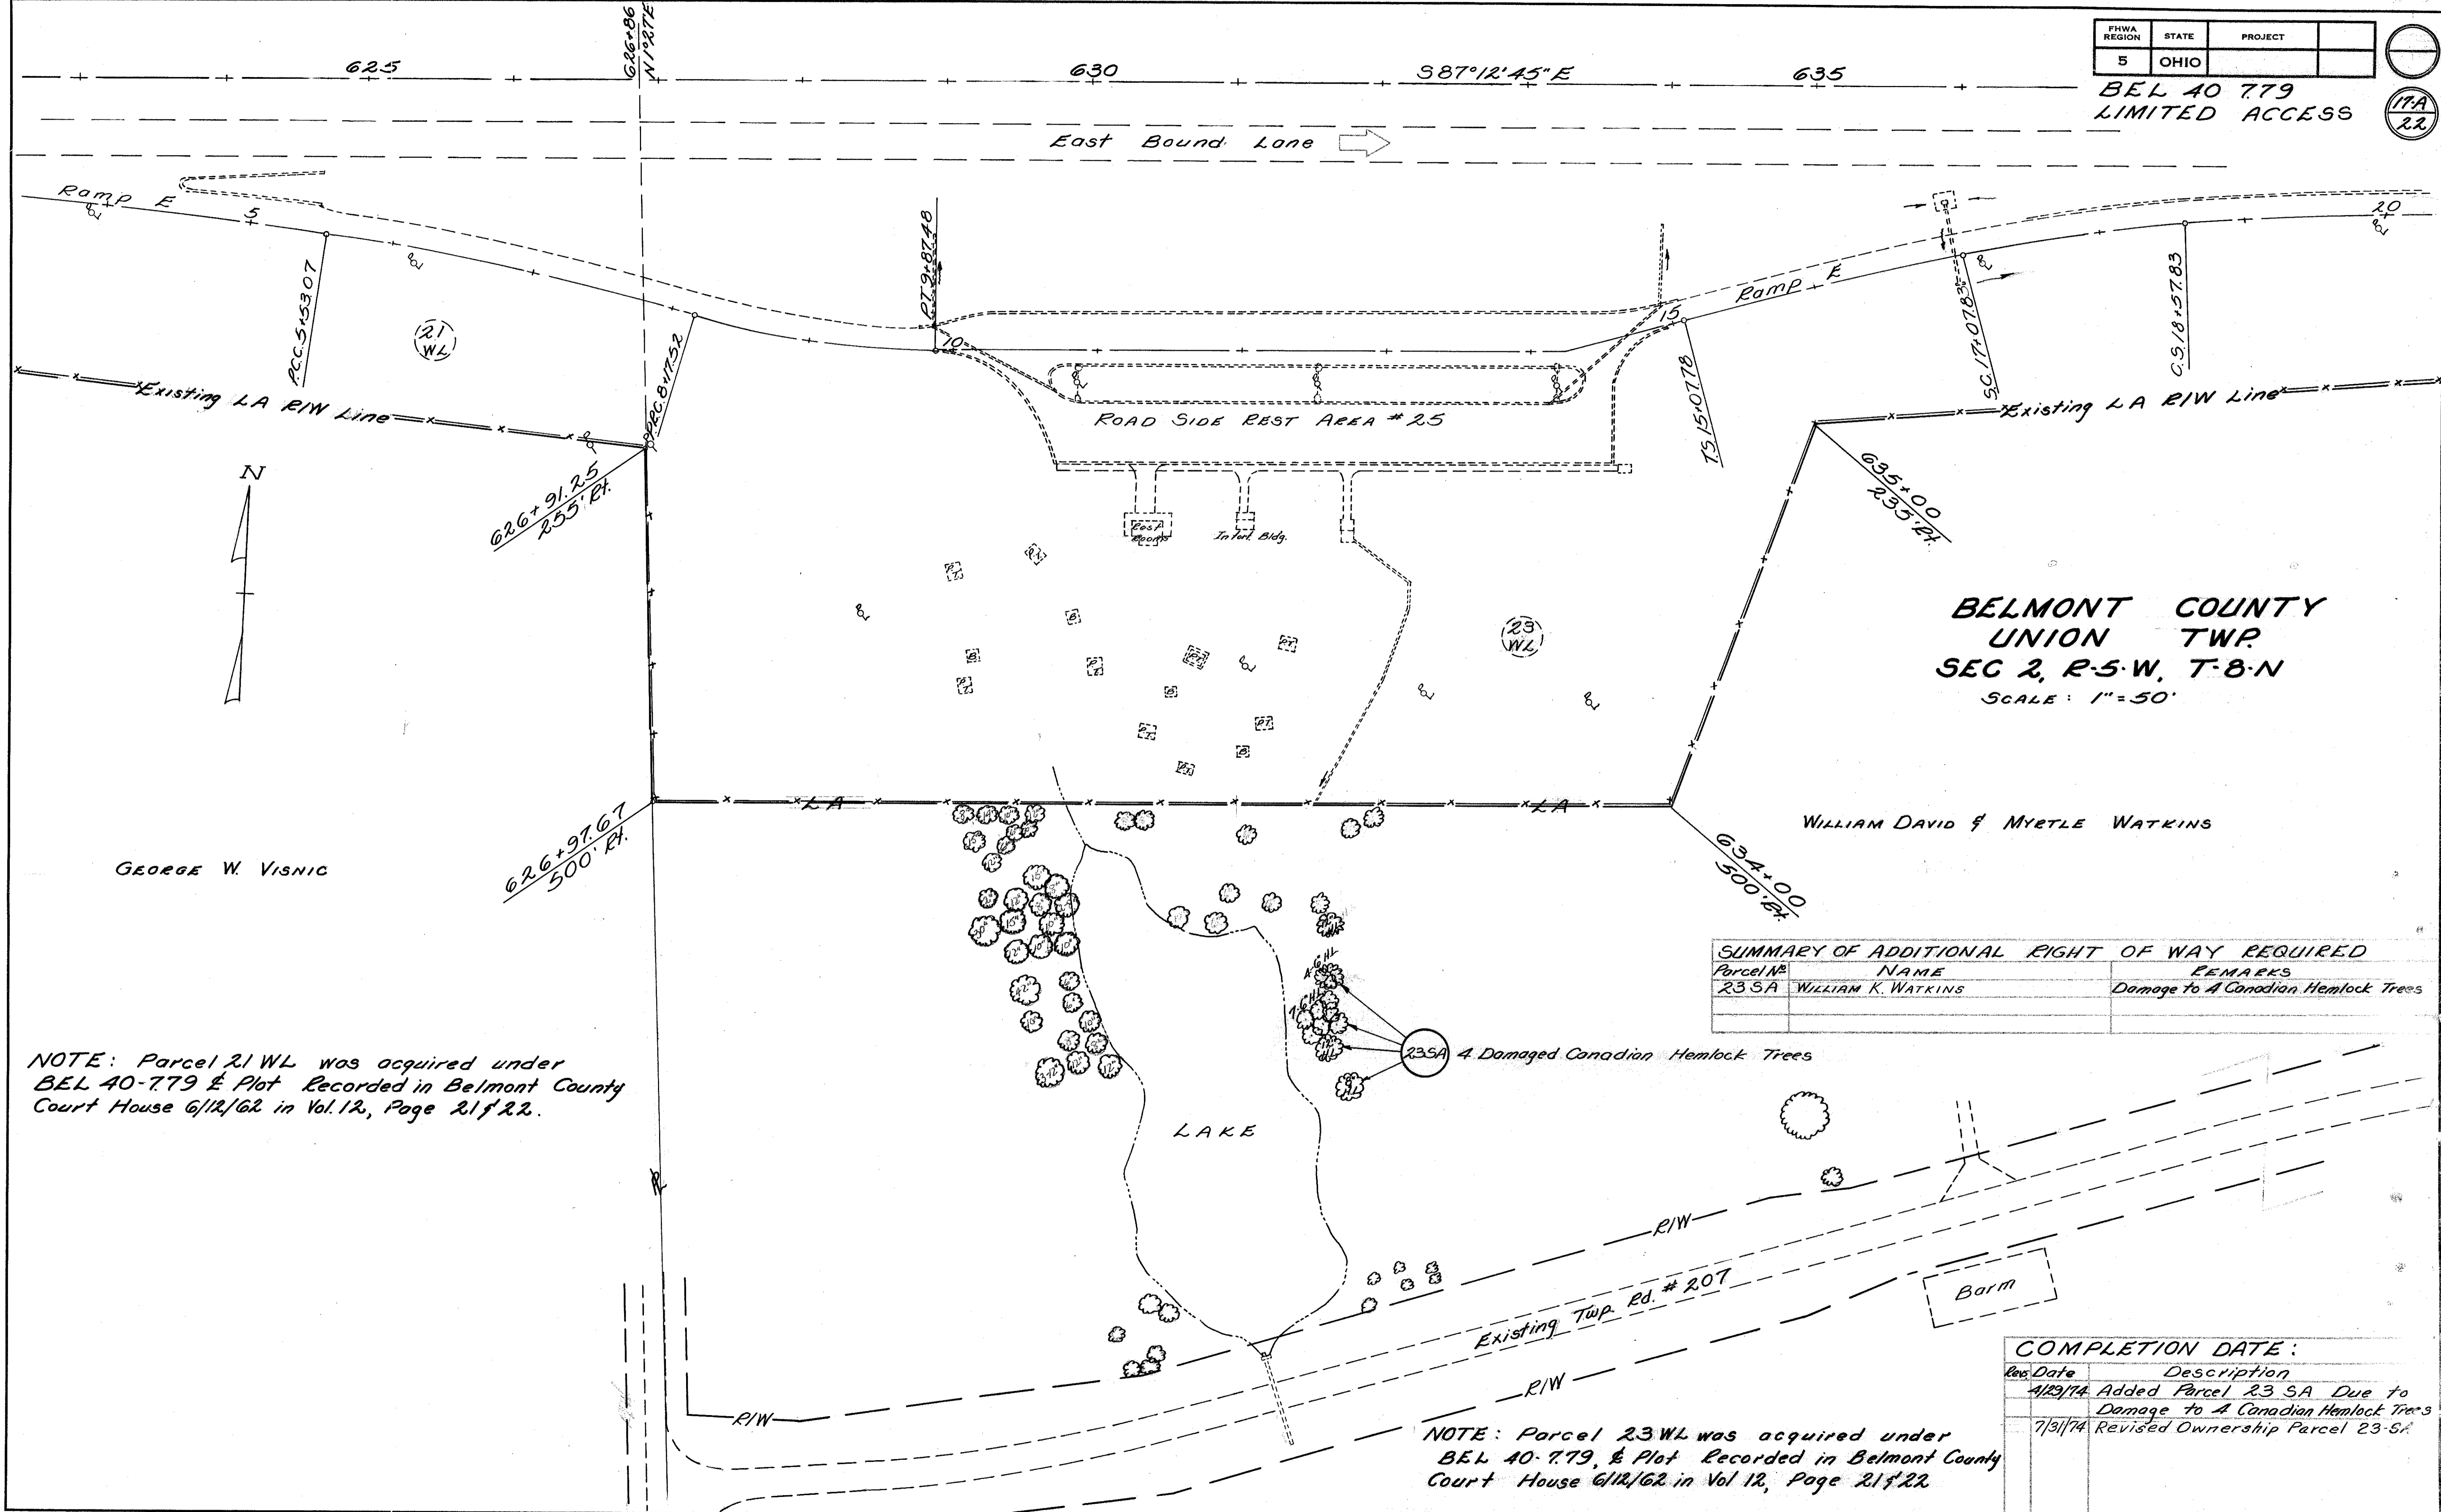 FHWA REGION STATE PROJECT
5 OHIO
BEL 40 7.79
LIMITED ACCESS
17-A
22
625
626+86
N1°27'E
630
S87°12'45"E
635
East Bound Lane
Ramp E
5
P.C.C. 5+53.07
21
WL
P.R.C. 8+17.52
P.T. 9+87.48
10
15
T.S. 15+07.78
Ramp E
S.C. 17+07.83
C.S. 18+57.83
20
Existing LA R/W Line
Existing LA R/W Line
ROAD SIDE REST AREA # 25
N
626+91.25
255' Rt.
635+00
235' Rt.
Rest
Rooms
Inform. Bldg.
23
WL
BELMONT COUNTY
UNION TWP.
SEC 2, R-5-W, T-8-N
SCALE: 1"=50'
LA
LA
626+97.67
500' Rt.
634+00
500' Rt.
GEORGE W. VISNIC
WILLIAM DAVID & MYRTLE WATKINS
SUMMARY OF ADDITIONAL RIGHT OF WAY REQUIRED
Parcel No NAME REMARKS
23 SA WILLIAM K. WATKINS Damage to 4 Canadian Hemlock Trees
23SA 4 Damaged Canadian Hemlock Trees
NOTE: Parcel 21 WL was acquired under
BEL 40-7.79 & Plot Recorded in Belmont County
Court House 6/12/62 in Vol. 12, Page 21 & 22.
LAKE
PL
R/W
R/W
R/W
Existing Twp. Rd. # 207
Barm
NOTE: Parcel 23 WL was acquired under
BEL 40-7.79, & Plot Recorded in Belmont County
Court House 6/12/62 in Vol 12, Page 21 & 22
COMPLETION DATE:
Rev. Date Description
4/29/74 Added Parcel 23 SA Due to
Damage to 4 Canadian Hemlock Trees
7/31/74 Revised Ownership Parcel 23-SA